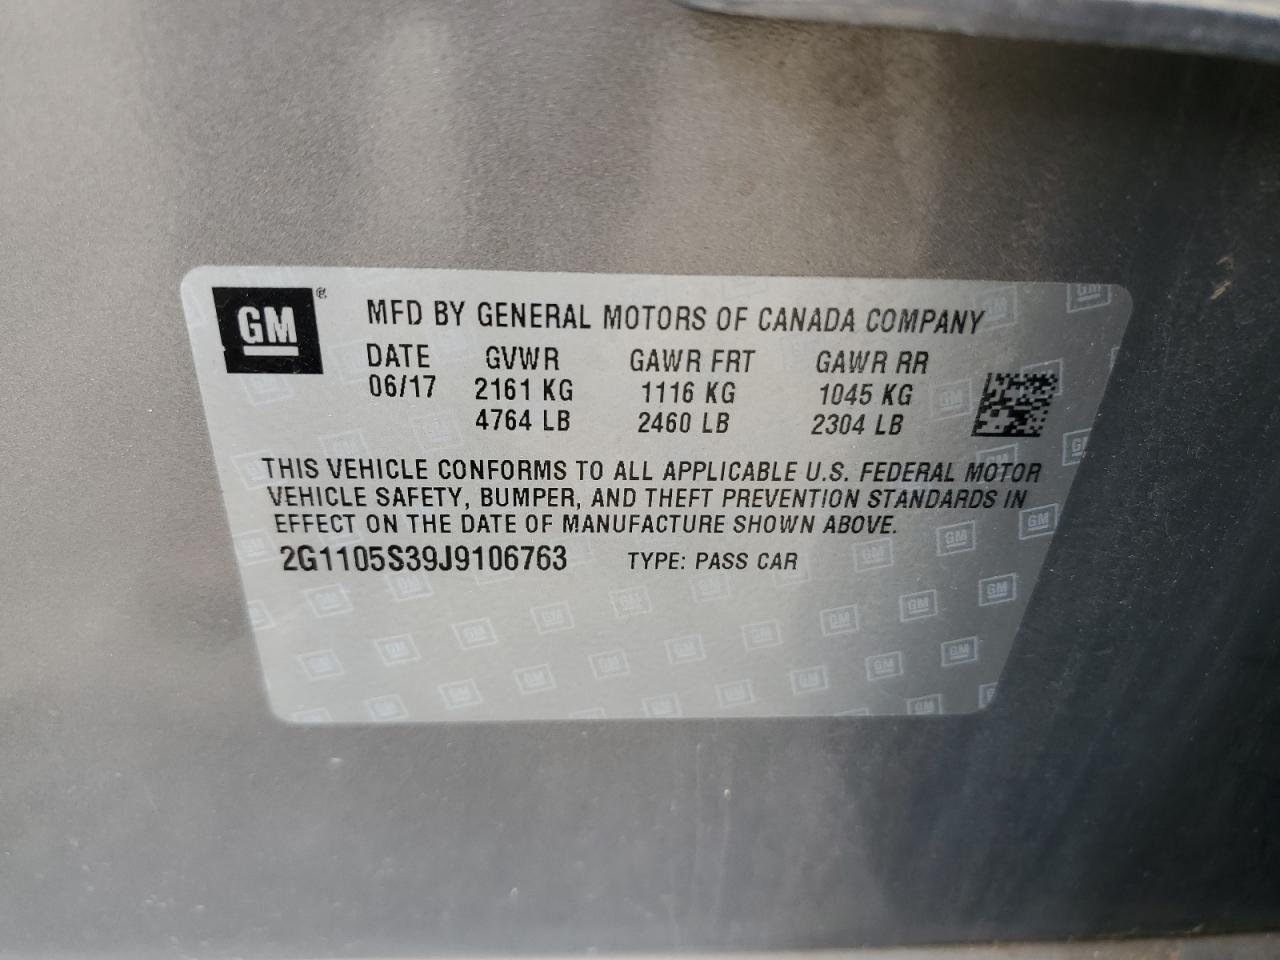 GM®
MFD BY GENERAL MOTORS OF CANADA COMPANY
DATE GVWR GAWR FRT GAWR RR
06/17 2161 KG 1116 KG 1045 KG
4764 LB 2460 LB 2304 LB
THIS VEHICLE CONFORMS TO ALL APPLICABLE U.S. FEDERAL MOTOR
VEHICLE SAFETY, BUMPER, AND THEFT PREVENTION STANDARDS IN
EFFECT ON THE DATE OF MANUFACTURE SHOWN ABOVE.
2G1105S39J9106763 TYPE: PASS CAR